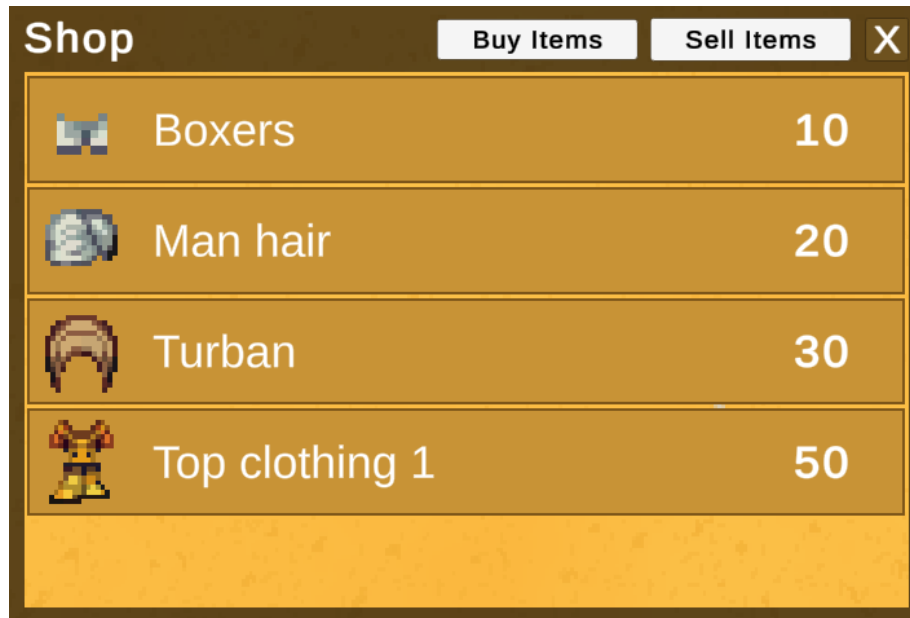 Shop Buy Items Sell Items X
Boxers 10
Man hair 20
Turban 30
Top clothing 1 50